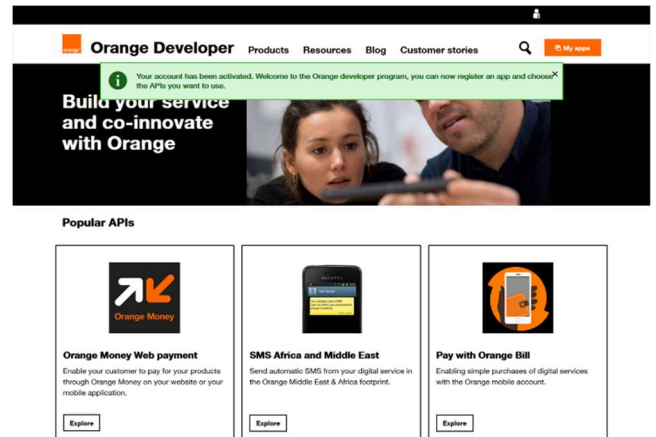 orange
Orange Developer Products Resources Blog Customer stories My apps
Your account has been activated. Welcome to the Orange developer program, you can now register an app and choose
the APIs you want to use.
Build your service
and co-innovate
with Orange
Popular APIs
ALCATEL
Orange Money
Orange Money Web payment
Enable your customer to pay for your products
through Orange Money on your website or your
mobile application.
Explore
SMS Africa and Middle East
Send automatic SMS from your digital service in
the Orange Middle East & Africa footprint.
Explore
Pay with Orange Bill
Enabling simple purchases of digital services
with the Orange mobile account.
Explore